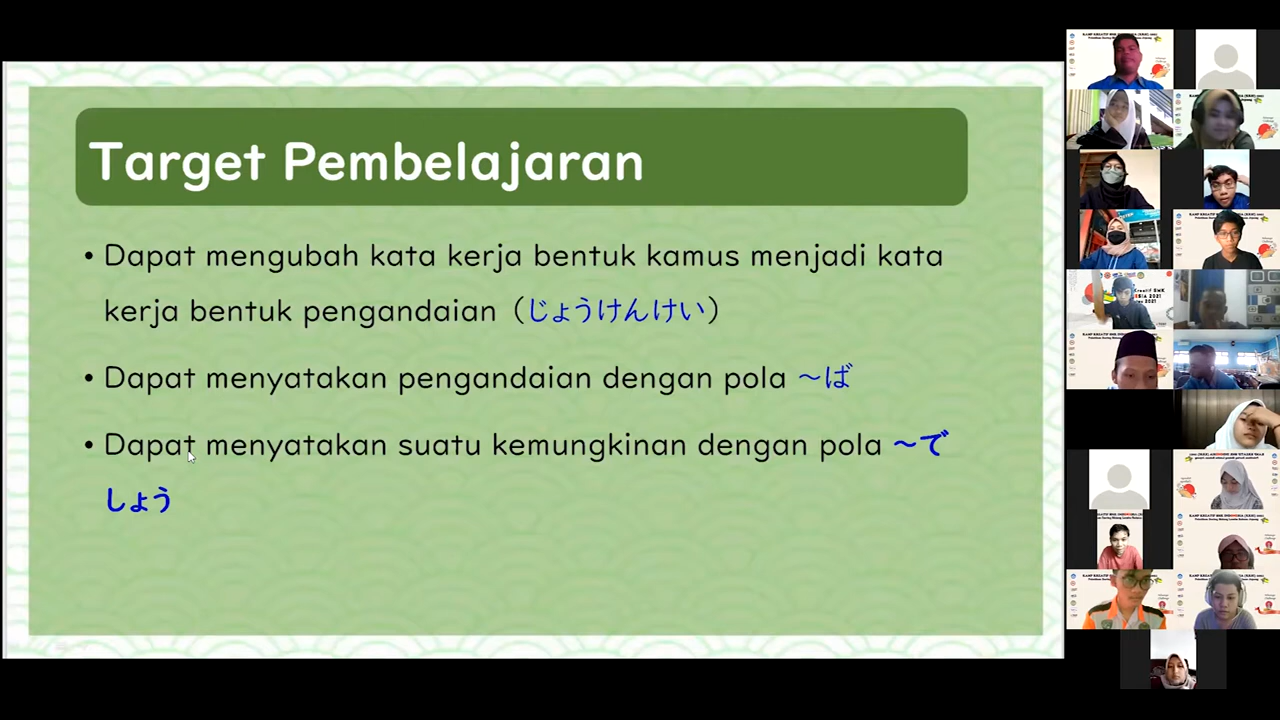 Target Pembelajaran
• Dapat mengubah kata kerja bentuk kamus menjadi kata
kerja bentuk pengandaian（じょうけんけい）
• Dapat menyatakan pengandaian dengan pola ～ば
• Dapat menyatakan suatu kemungkinan dengan pola ～で
しょう